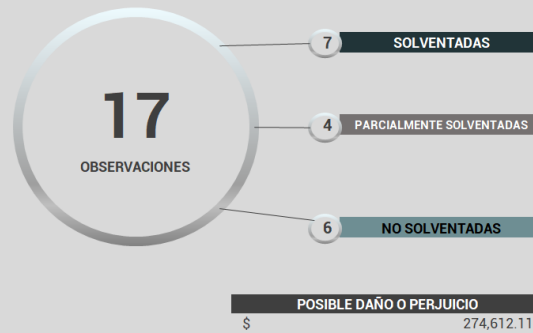 17
OBSERVACIONES
7
SOLVENTADAS
4
PARCIALMENTE SOLVENTADAS
6
NO SOLVENTADAS
POSIBLE DAÑO O PERJUICIO
$ 274,612.11